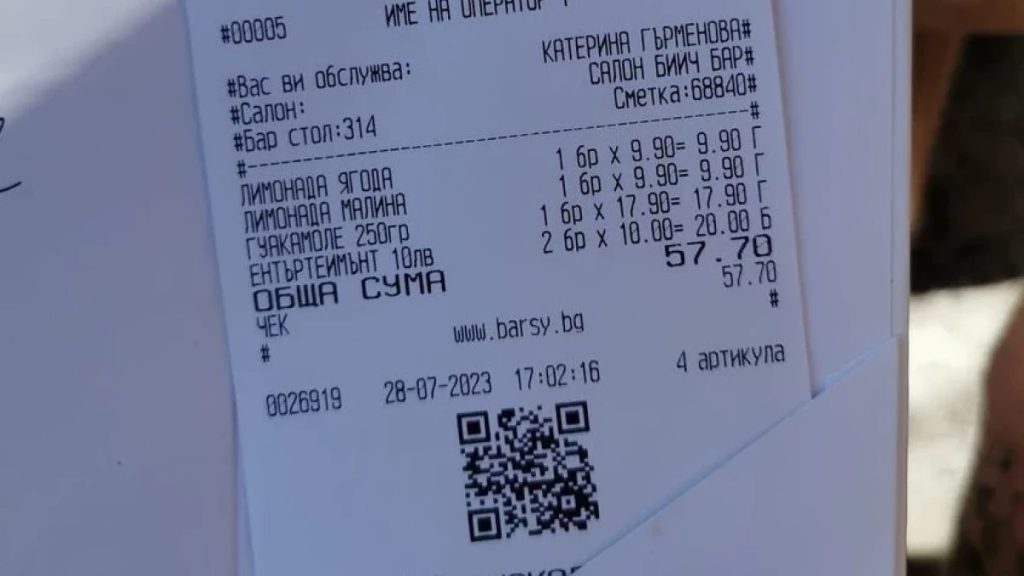 ИМЕ НА ОПЕРАТОР 1
#00005
#Вас ви обслужва: КАТЕРИНА ГЪРМЕНОВА#
#Салон: САЛОН БИИЧ БАР#
#Бар стол:314 Сметка:68840#
#------------------------------------#
ЛИМОНАДА ЯГОДА 1 бр x 9.90= 9.90 Г
ЛИМОНАДА МАЛИНА 1 бр x 9.90= 9.90 Г
ГУАКАМОЛЕ 250гр 1 бр x 17.90= 17.90 Г
ЕНТЪРТЕИМЪНТ 10лв 2 бр x 10.00= 20.00 Б
ОБЩА СУМА 57.70
ЧЕК 57.70
# #
www.barsy.bg
0026919 28-07-2023 17:02:16 4 артикула